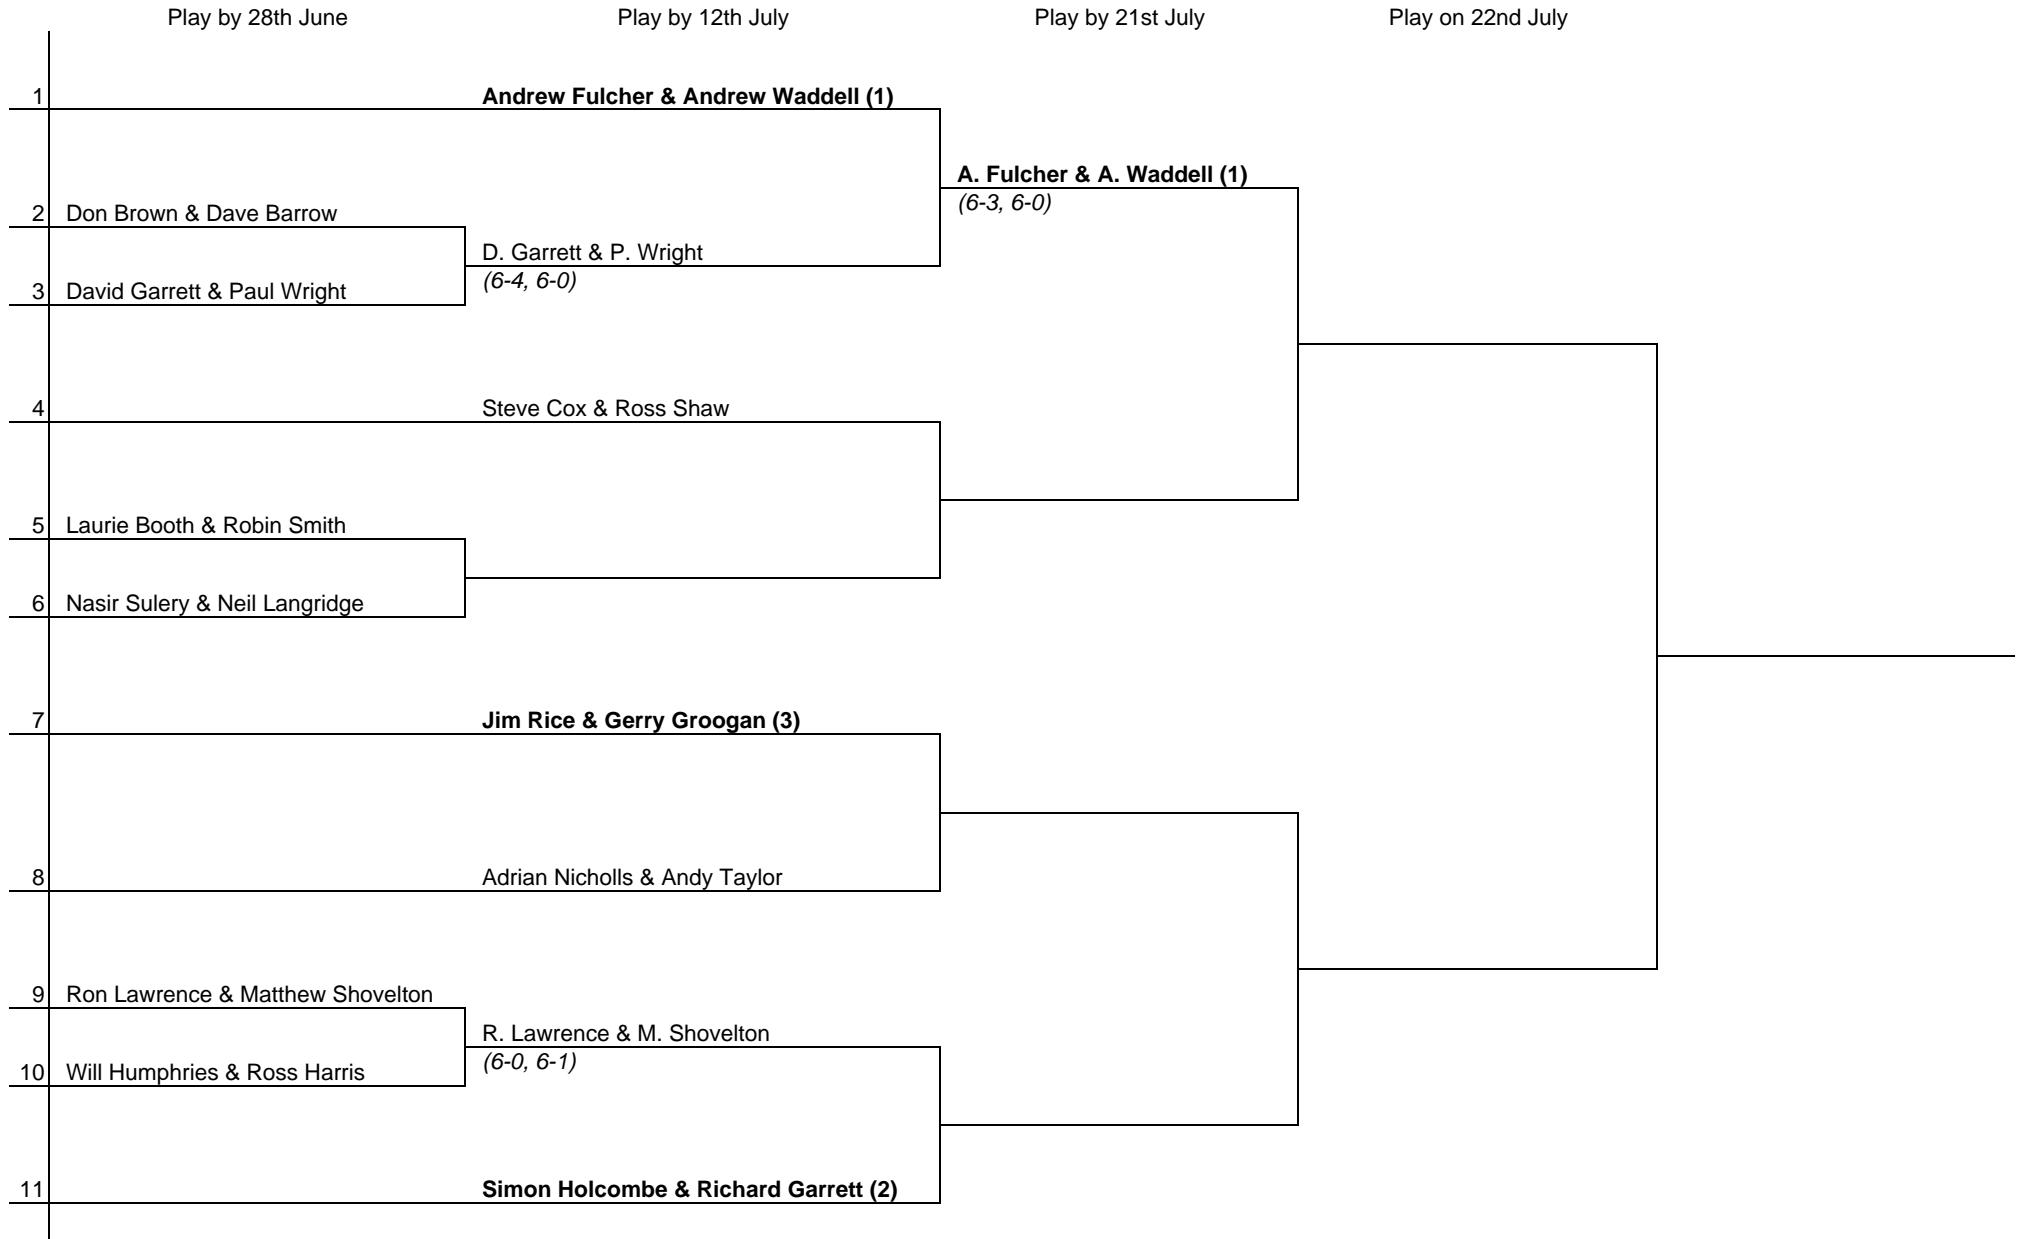 Play by 28th June
Play by 12th July
Play by 21st July
Play on 22nd July
1
Andrew Fulcher & Andrew Waddell (1)
A. Fulcher & A. Waddell (1)
(6-3, 6-0)
2
Don Brown & Dave Barrow
D. Garrett & P. Wright
(6-4, 6-0)
3
David Garrett & Paul Wright
4
Steve Cox & Ross Shaw
5
Laurie Booth & Robin Smith
6
Nasir Sulery & Neil Langridge
7
Jim Rice & Gerry Groogan (3)
8
Adrian Nicholls & Andy Taylor
9
Ron Lawrence & Matthew Shovelton
R. Lawrence & M. Shovelton
(6-0, 6-1)
10
Will Humphries & Ross Harris
11
Simon Holcombe & Richard Garrett (2)